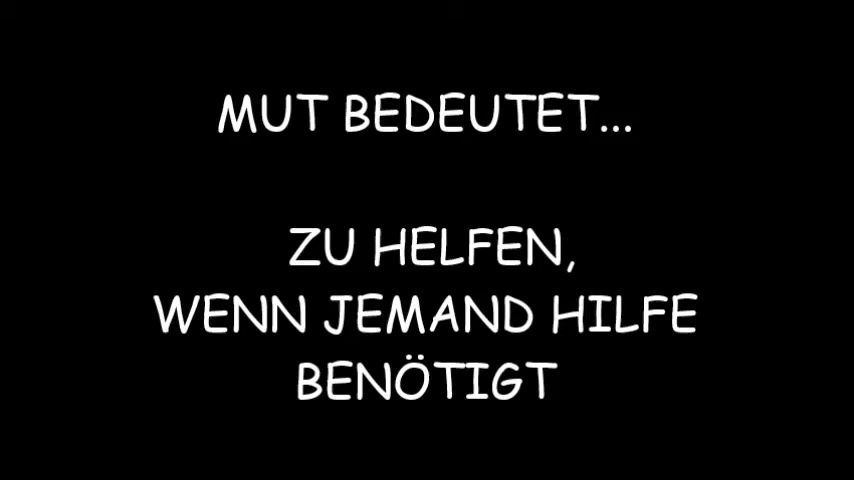 MUT BEDEUTET...
ZU HELFEN,
WENN JEMAND HILFE
BENÖTIGT